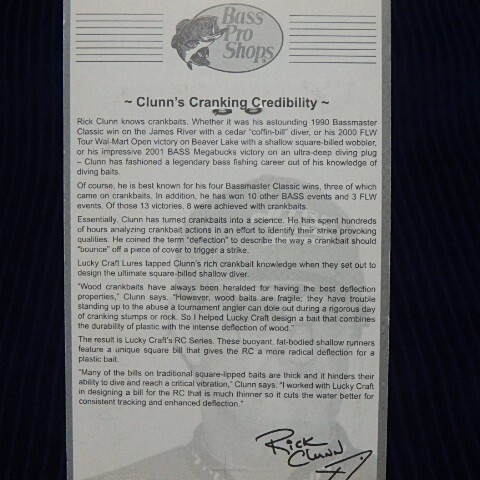 Bass
Pro
Shops
~ Clunn's Cranking Credibility ~
Rick Clunn knows crankbaits. Whether it was his astounding 1990 Bassmaster
Classic win on the James River with a cedar "coffin-bill" diver, or his 2000 FLW
Tour Wal-Mart Open victory on Beaver Lake with a shallow square-billed wobbler,
or his impressive 2001 BASS Megabucks victory on an ultra-deep diving plug
– Clunn has fashioned a legendary bass fishing career out of his knowledge of
diving baits.
Of course, he is best known for his four Bassmaster Classic wins, three of which
came on crankbaits. In addition, he has won 10 other BASS events and 3 FLW
events. Of those 13 victories, 8 were achieved with crankbaits.
Essentially, Clunn has turned crankbaits into a science. He has spent hundreds
of hours analyzing crankbait actions in an effort to identify their strike provoking
qualities. He coined the term "deflection" to describe the way a crankbait should
"bounce" off a piece of cover to trigger a strike.
Lucky Craft Lures tapped Clunn's rich crankbait knowledge when they set out to
design the ultimate square-billed shallow diver.
"Wood crankbaits have always been heralded for having the best deflection
properties," Clunn says. "However, wood baits are fragile; they have trouble
standing up to the abuse a tournament angler can dole out during a rigorous day
of cranking stumps or rock. So I helped Lucky Craft design a bait that combines
the durability of plastic with the intense deflection of wood."
The result is Lucky Craft's RC Series. These buoyant, fat-bodied shallow runners
feature a unique square bill that gives the RC a more radical deflection for a
plastic bait.
"Many of the bills on traditional square-lipped baits are thick and it hinders their
ability to dive and reach a critical vibration," Clunn says. "I worked with Lucky Craft
in designing a bill for the RC that is much thinner so it cuts the water better for
consistent tracking and enhanced deflection."
Rick
Clunn